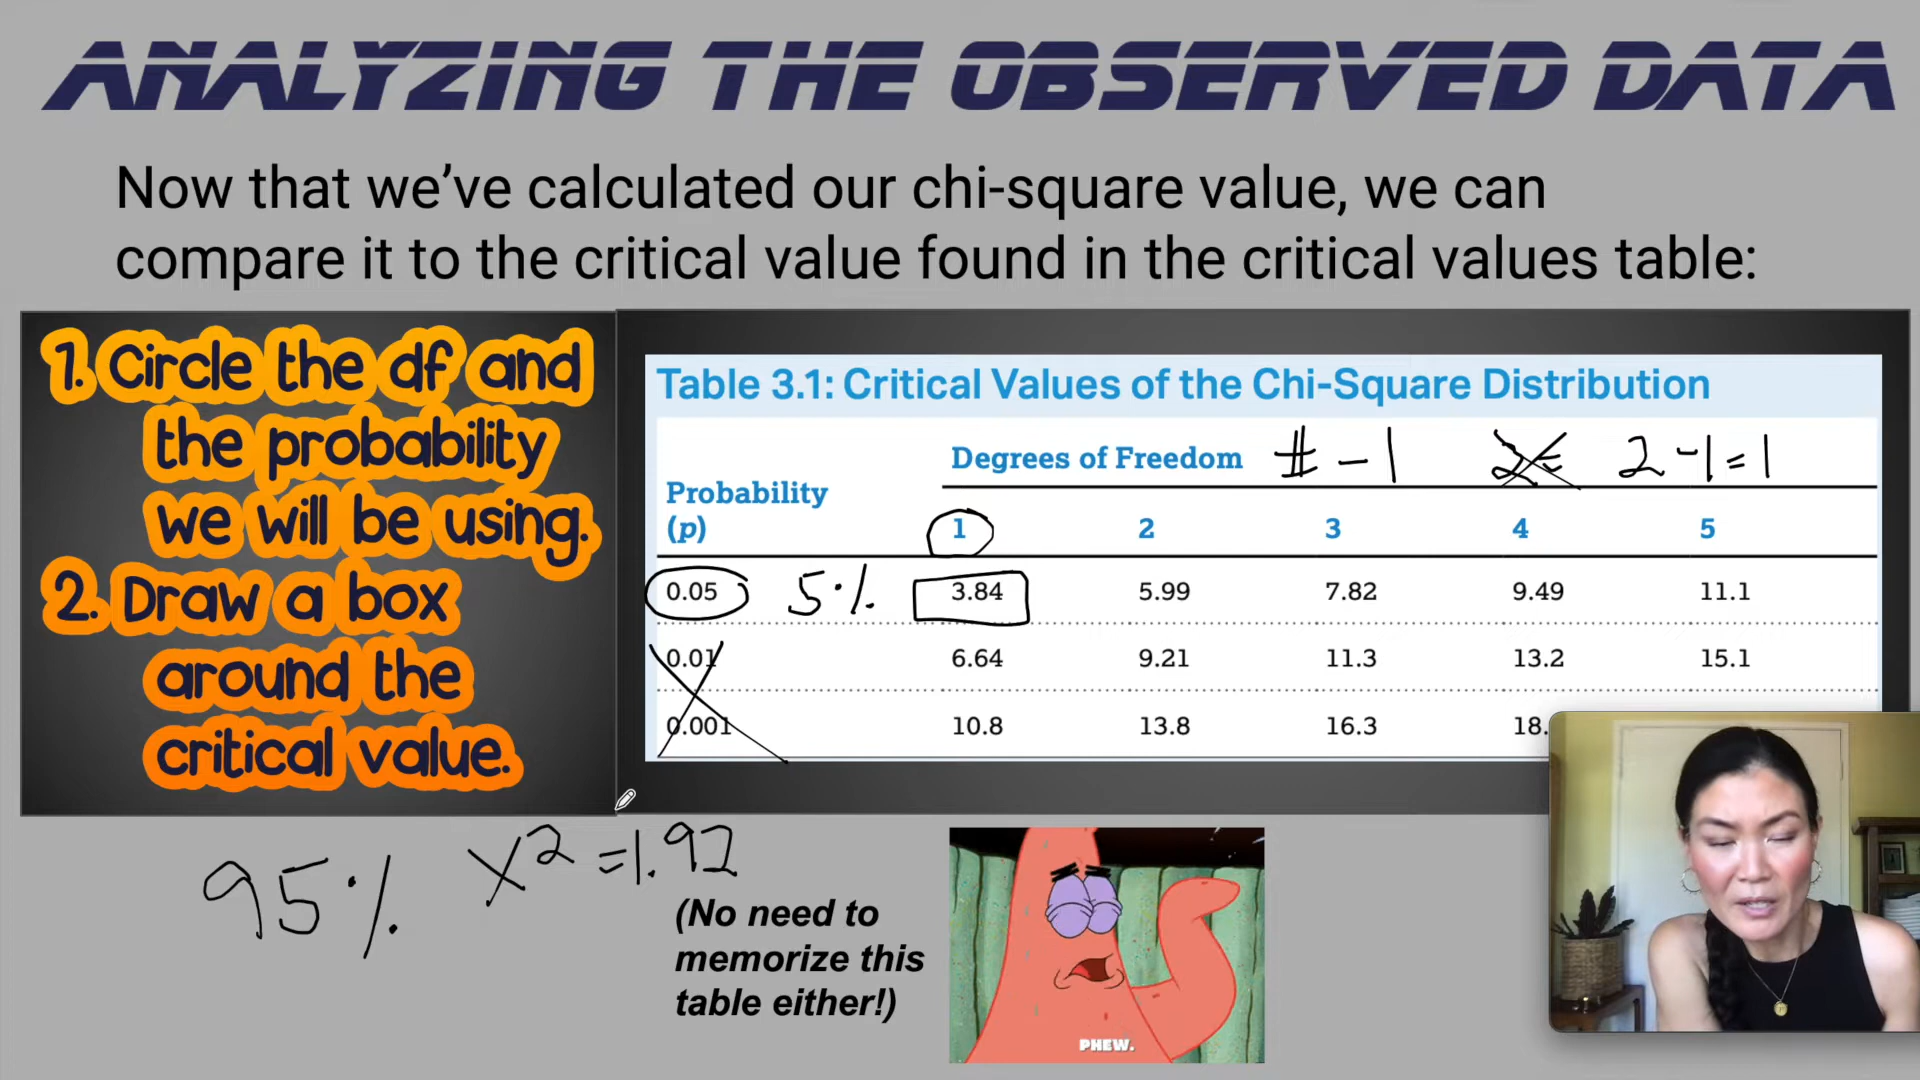 ANALYZING THE OBSERVED DATA
Now that we’ve calculated our chi-square value, we can
compare it to the critical value found in the critical values table:
1. Circle the df and
the probability
we will be using.
2. Draw a box
around the
critical value.
Table 3.1: Critical Values of the Chi-Square Distribution
Degrees of Freedom # - 1 2-1=1
Probability
(p) 1 2 3 4 5
0.05 5% 3.84 5.99 7.82 9.49 11.1
0.01 6.64 9.21 11.3 13.2 15.1
0.001 10.8 13.8 16.3 18.
95% x²=1.92
(No need to
memorize this
table either!)
PHEW.